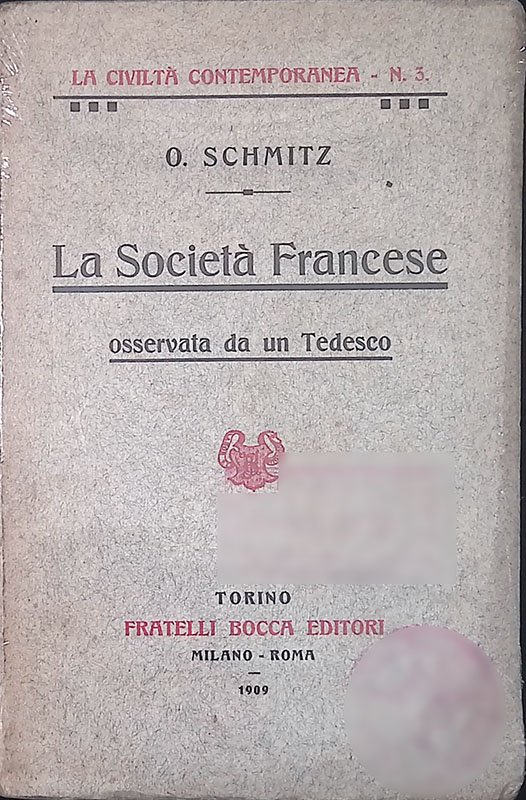 LA CIVILTÀ CONTEMPORANEA - N. 3.
O. SCHMITZ
La Società Francese
osservata da un Tedesco
TORINO
FRATELLI BOCCA EDITORI
MILANO - ROMA
1909